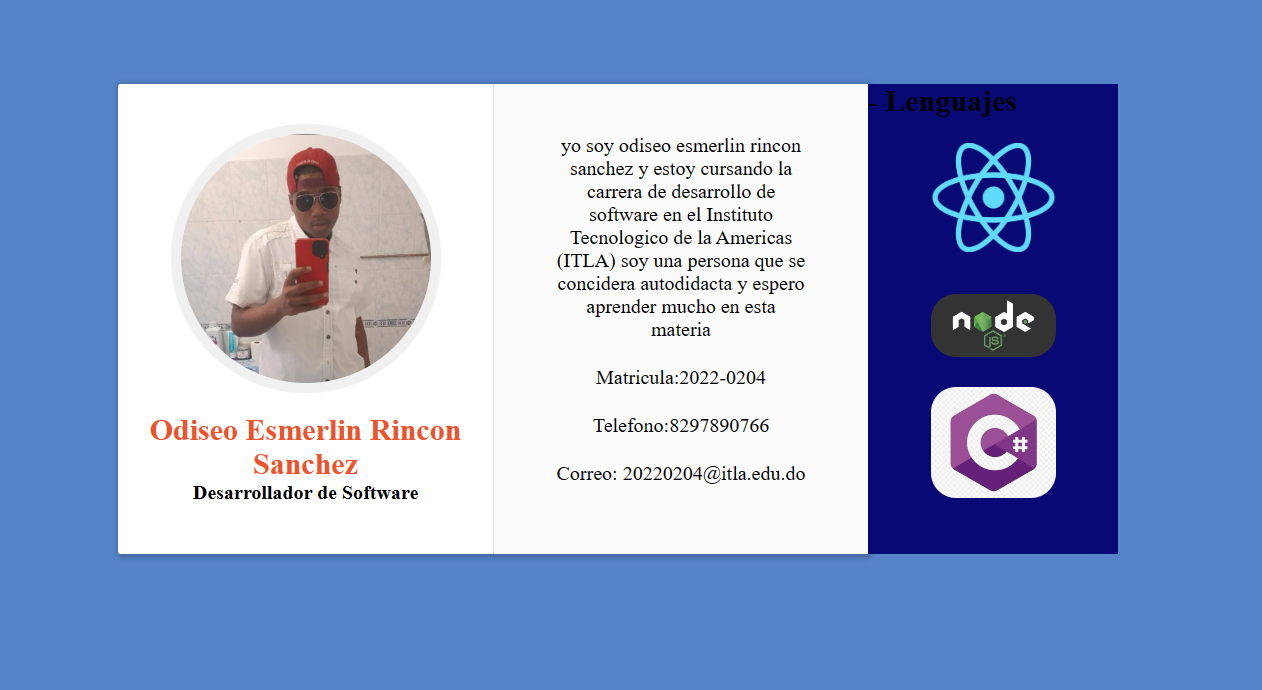 Odiseo Esmerlin Rincon
Sanchez
Desarrollador de Software
yo soy odiseo esmerlin rincon
sanchez y estoy cursando la
carrera de desarrollo de
software en el Instituto
Tecnologico de la Americas
(ITLA) soy una persona que se
concidera autodidacta y espero
aprender mucho en esta
materia
Matricula:2022-0204
Telefono:8297890766
Correo: 20220204@itla.edu.do
- Lenguajes
node
JS
C#